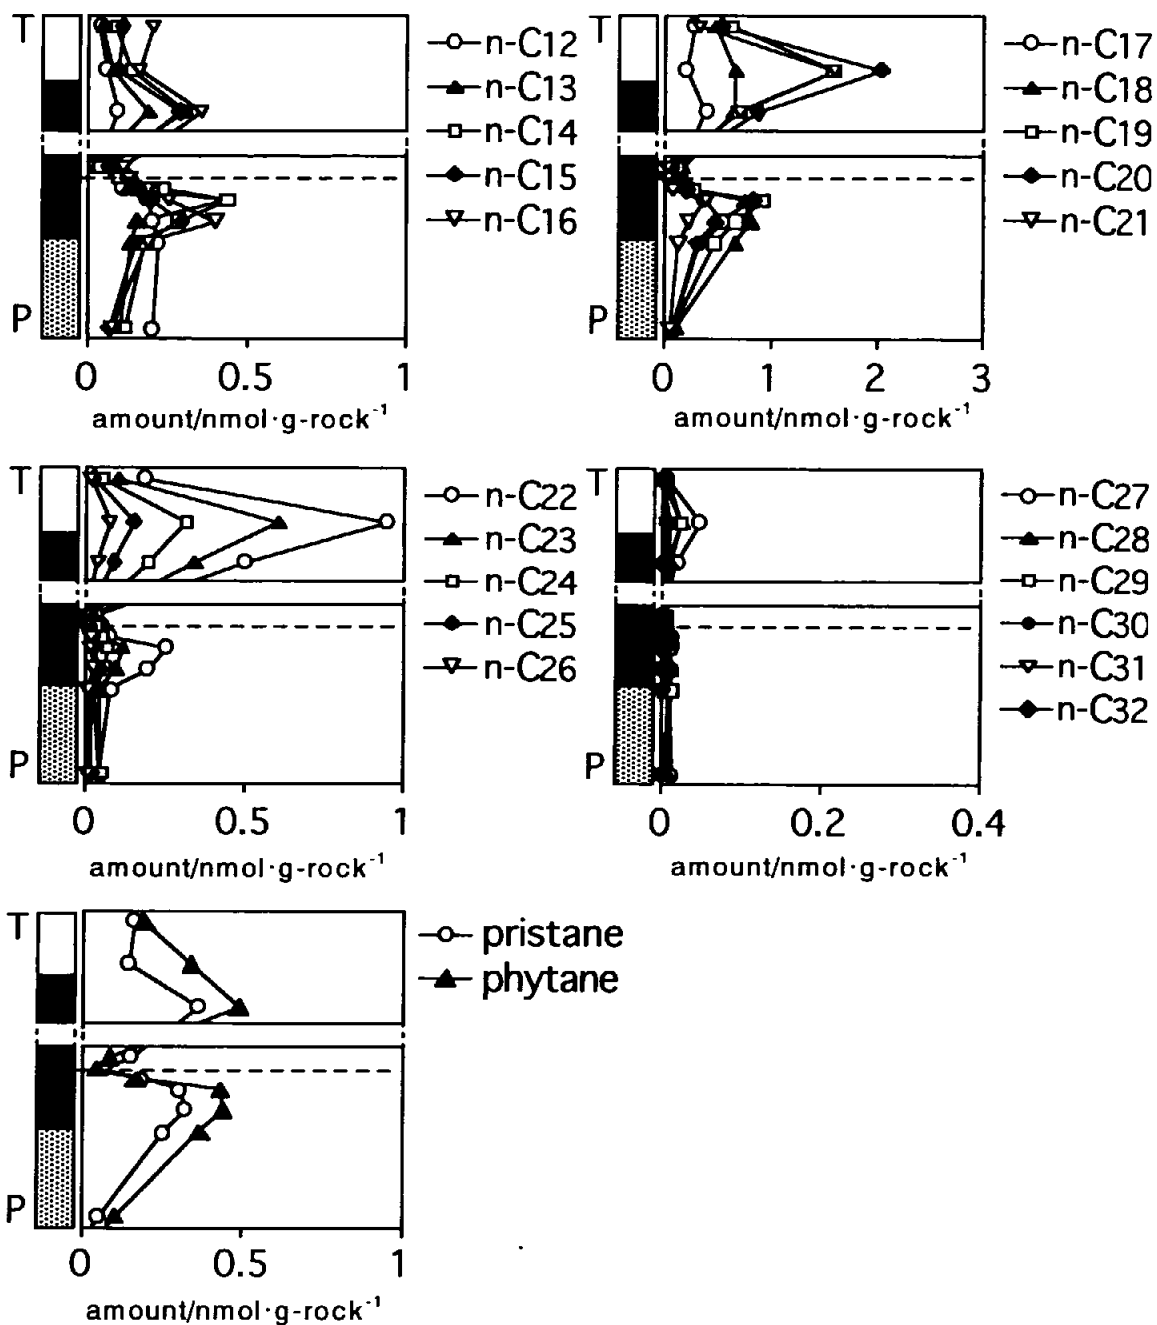 T
P
n-C12
n-C13
n-C14
n-C15
n-C16
0 0.5 1
amount/nmol·g-rock⁻¹
T
P
n-C17
n-C18
n-C19
n-C20
n-C21
0 1 2 3
amount/nmol·g-rock⁻¹
T
P
n-C22
n-C23
n-C24
n-C25
n-C26
0 0.5 1
amount/nmol·g-rock⁻¹
T
P
n-C27
n-C28
n-C29
n-C30
n-C31
n-C32
0 0.2 0.4
amount/nmol·g-rock⁻¹
T
P
pristane
phytane
0 0.5 1
amount/nmol·g-rock⁻¹